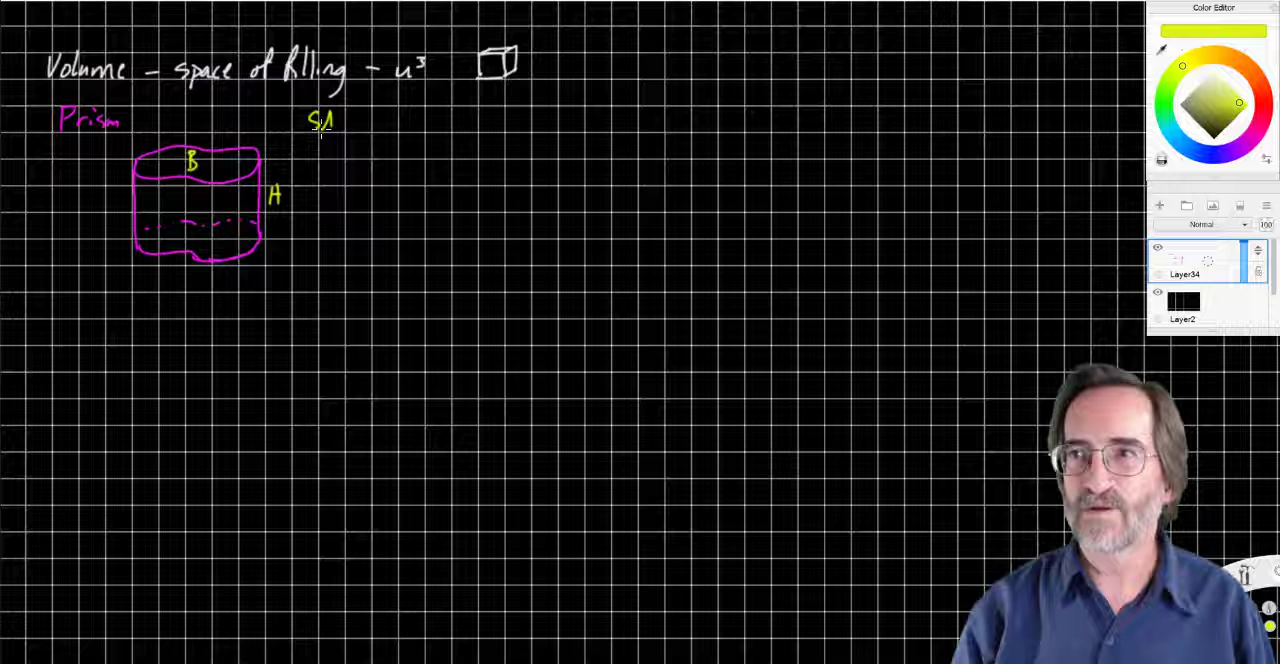 Color Editor
Volume – space of filling – u³
Prism
SA
B
H
Normal
100
Layer34
Layer2